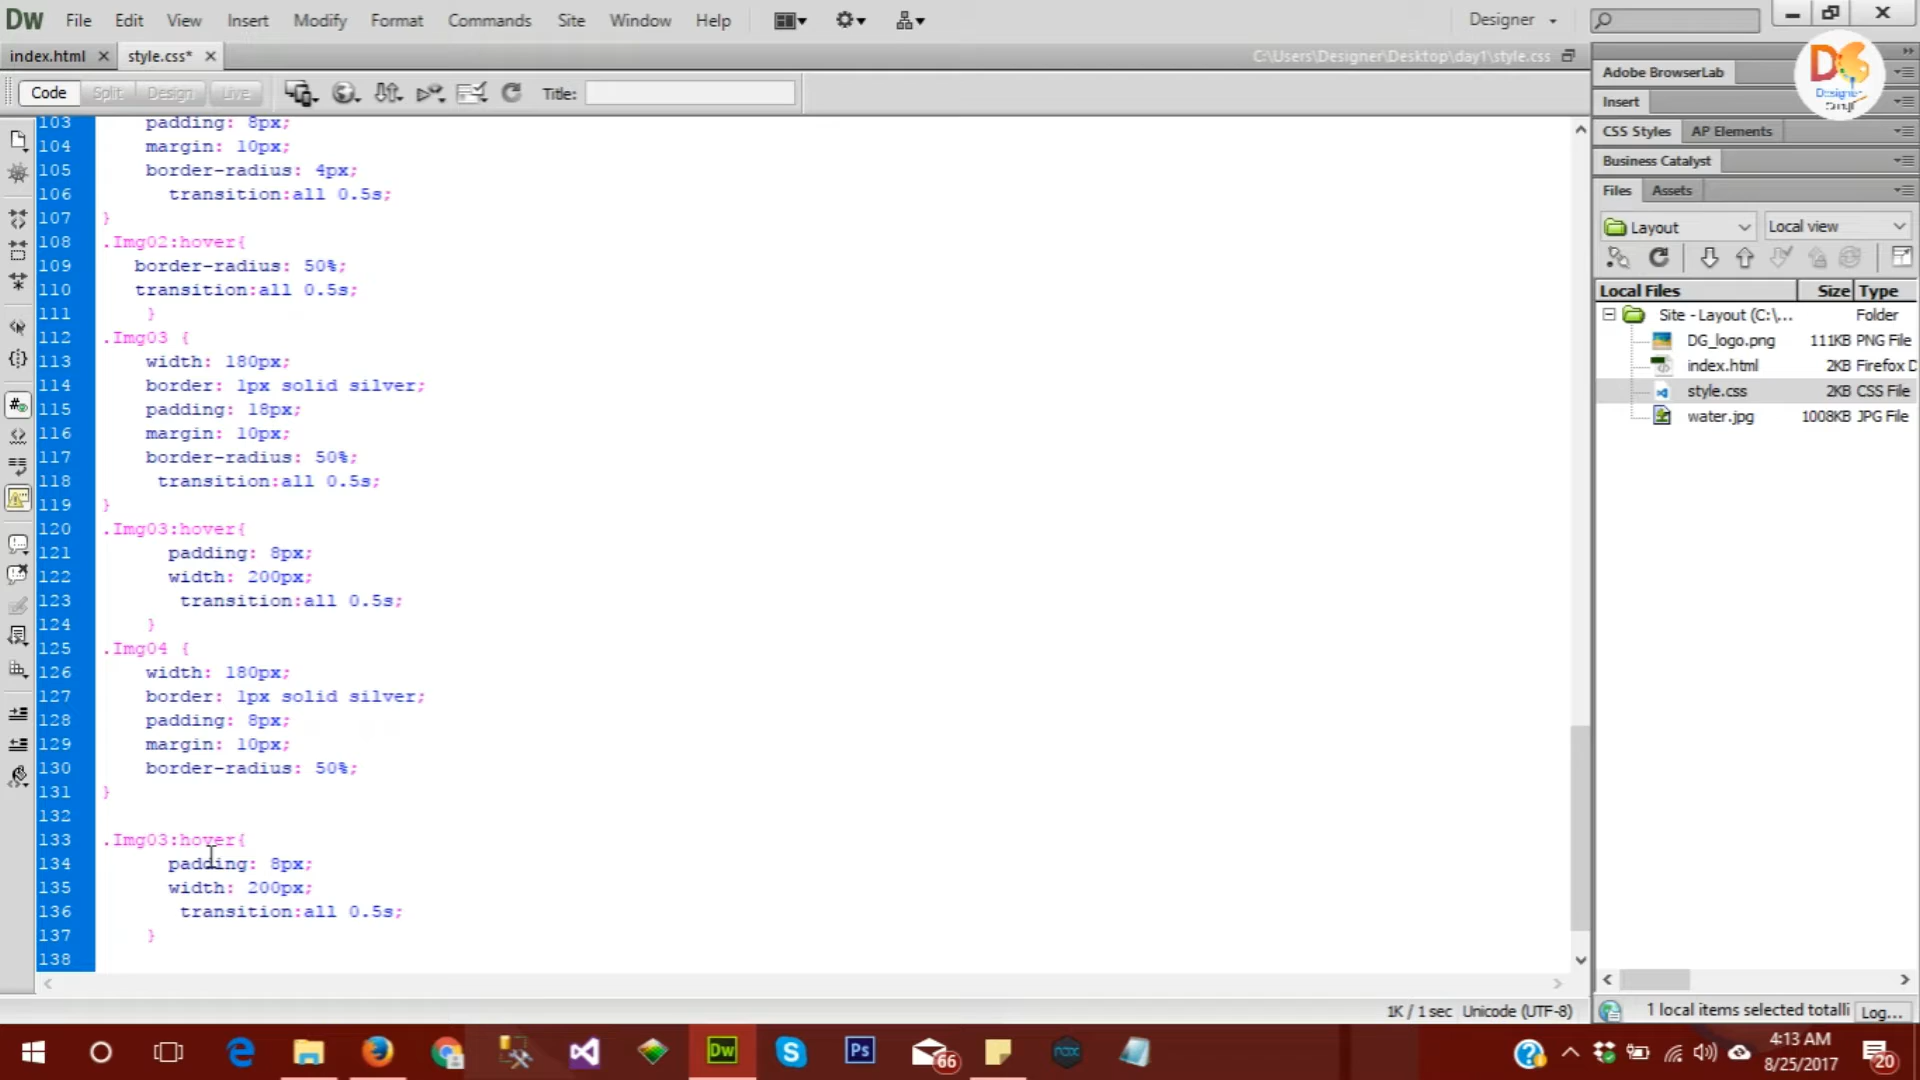 Dw File Edit View Insert Modify Format Commands Site Window Help Designer
index.html style.css* C:\Users\Designer\Desktop\day1\style.css
Code Split Design Live Title:
103 padding: 8px;
104 margin: 10px;
105 border-radius: 4px;
106 transition:all 0.5s;
107 }
108 .Img02:hover{
109 border-radius: 50%;
110 transition:all 0.5s;
111 }
112 .Img03 {
113 width: 180px;
114 border: 1px solid silver;
115 padding: 18px;
116 margin: 10px;
117 border-radius: 50%;
118 transition:all 0.5s;
119 }
120 .Img03:hover{
121 padding: 8px;
122 width: 200px;
123 transition:all 0.5s;
124 }
125 .Img04 {
126 width: 180px;
127 border: 1px solid silver;
128 padding: 8px;
129 margin: 10px;
130 border-radius: 50%;
131 }
132
133 .Img03:hover{
134 padding: 8px;
135 width: 200px;
136 transition:all 0.5s;
137 }
138
1K / 1 sec Unicode (UTF-8)
Adobe BrowserLab
Insert
CSS Styles AP Elements
Business Catalyst
Files Assets
Layout Local view
Local Files Size Type
Site - Layout (C:\... Folder
DG_logo.png 111KB PNG File
index.html 2KB Firefox D
style.css 2KB CSS File
water.jpg 1008KB JPG File
1 local items selected totalli Log...
Dw Ps 66 nox 4:13 AM
8/25/2017 20